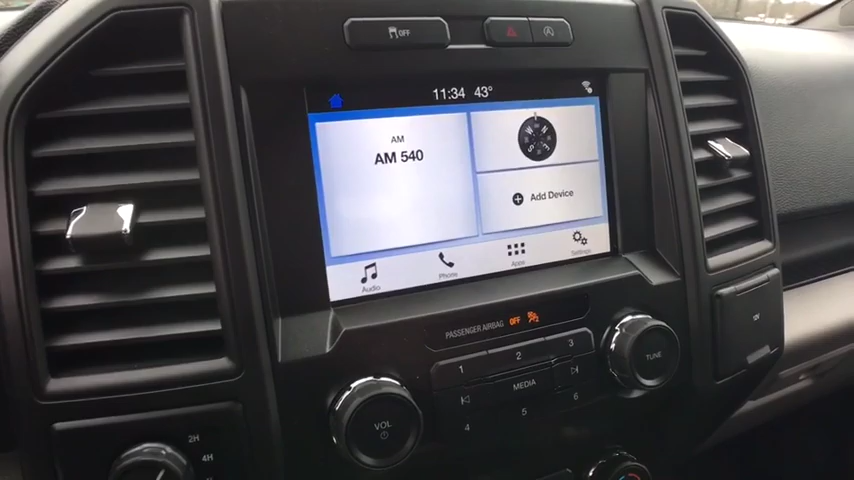 OFF
A
11:34 43°
AM
AM 540
W
S
E
Add Device
Audio
Phone
Apps
Settings
PASSENGER AIRBAG OFF
1 2 3
MEDIA
4 5 6
VOL
TUNE
12V
2H
4H